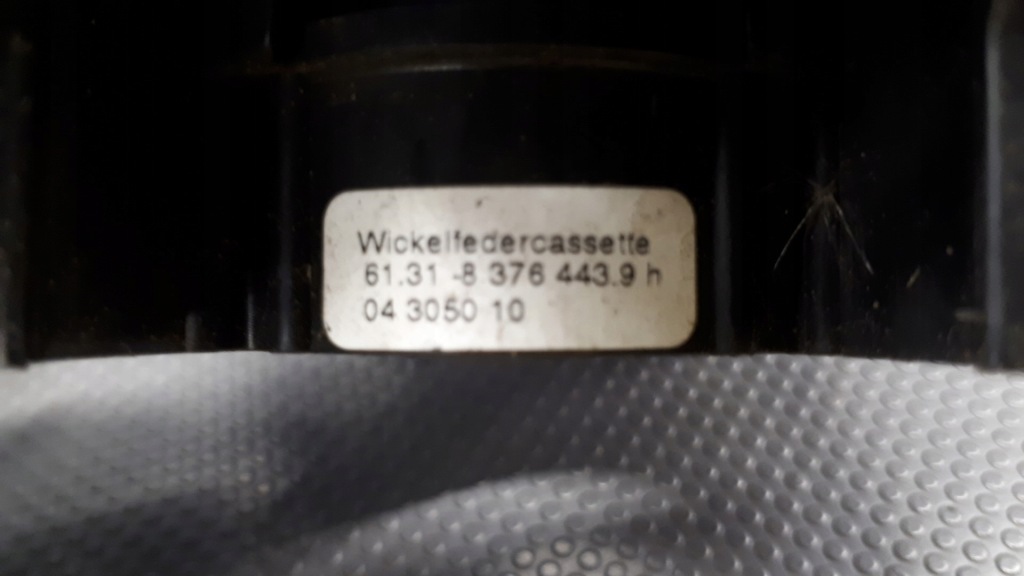 Wickelfedercassette
61.31 -8 376 443.9 h
04 3050 10